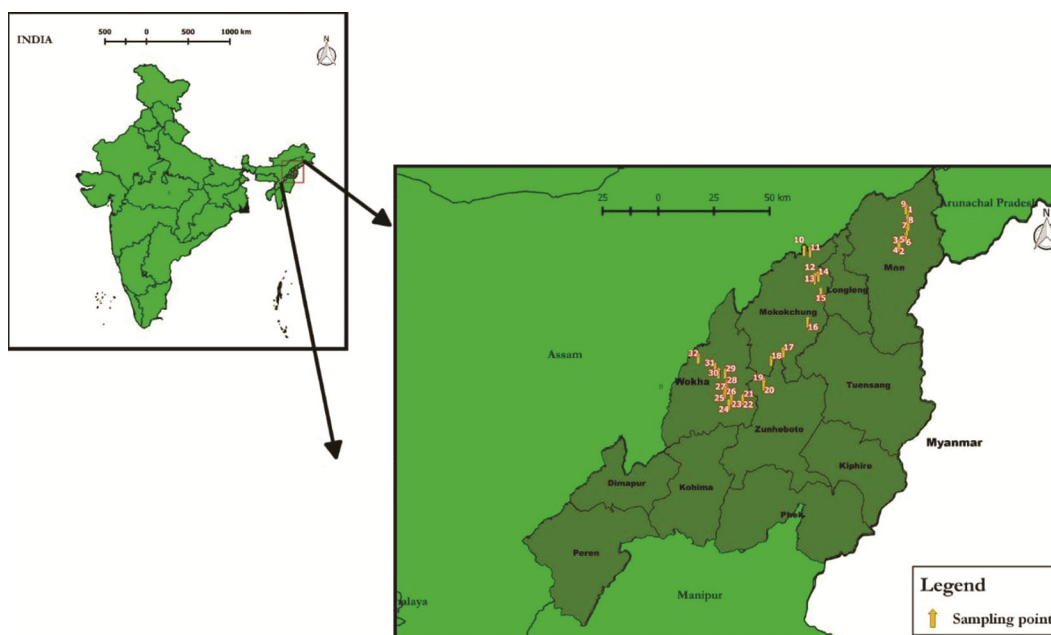 INDIA
500 0 500 1000 km
25 0 50 km
Arunachal Pradesh
9
1
8
7
3 5 6
4 2
Mon
10 11
12 14
13
Longleng
15
Mokokchung
16
17
18
Assam
32
31 29
30 28
Wokha
19
20
27
26
25
21
24 23 22
Tuensang
Zunheboto
Myanmar
Kiphire
Dimapur
Kohima
Phek
Peren
Manipur
alaya
Legend
Sampling point